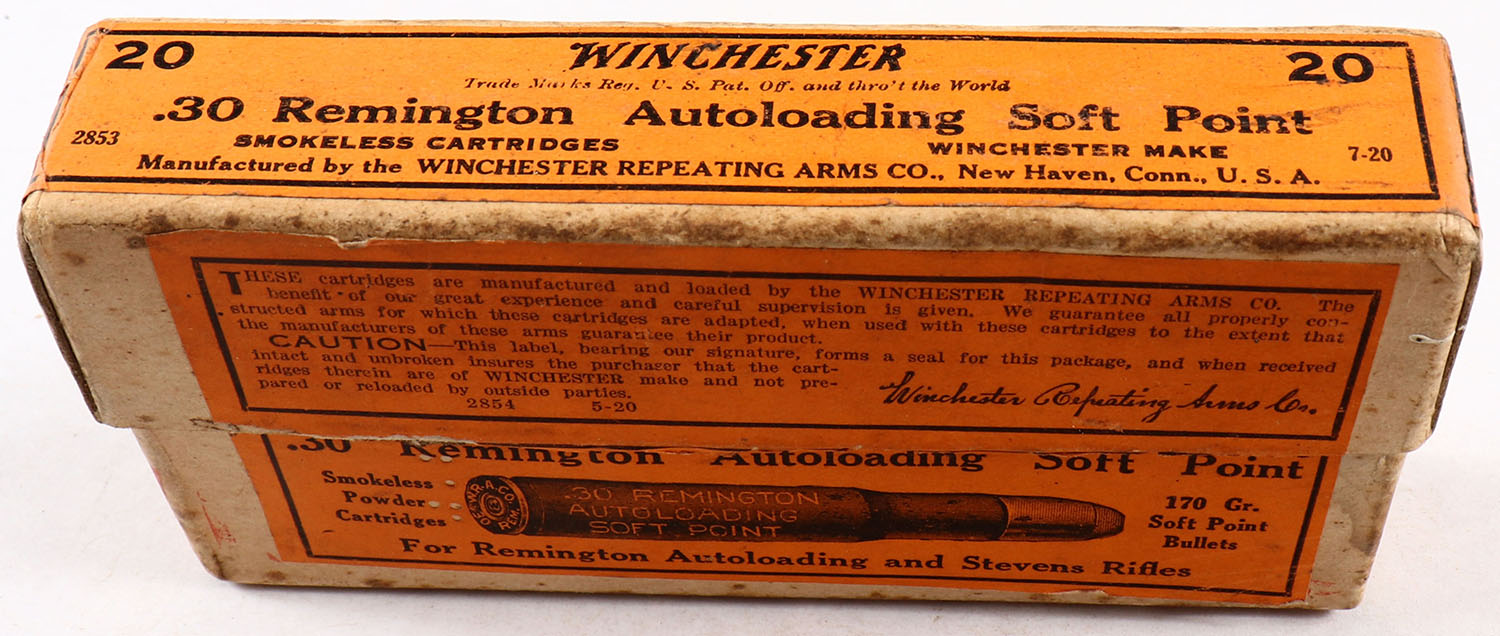 20 WINCHESTER 20
Trade Marks Reg. U. S. Pat. Off. and thro't the World
.30 Remington Autoloading Soft Point
2853 SMOKELESS CARTRIDGES WINCHESTER MAKE 7-20
Manufactured by the WINCHESTER REPEATING ARMS CO., New Haven, Conn., U. S. A.
THESE cartridges are manufactured and loaded by the WINCHESTER REPEATING ARMS CO. The
benefit of our great experience and careful supervision is given. We guarantee all properly con-
structed arms for which these cartridges are adapted, when used with these cartridges to the extent that
the manufacturers of these arms guarantee their product.
CAUTION—This label, bearing our signature, forms a seal for this package, and when received
intact and unbroken insures the purchaser that the cart-
ridges therein are of WINCHESTER make and not pre-
pared or reloaded by outside parties.
Winchester Repeating Arms Co.
2854 5-20
.30 Remington Autoloading Soft Point
Smokeless
Powder
Cartridges
W.R.A.CO.
REM.
.30 REMINGTON
AUTOLOADING
SOFT POINT
170 Gr.
Soft Point
Bullets
For Remington Autoloading and Stevens Rifles